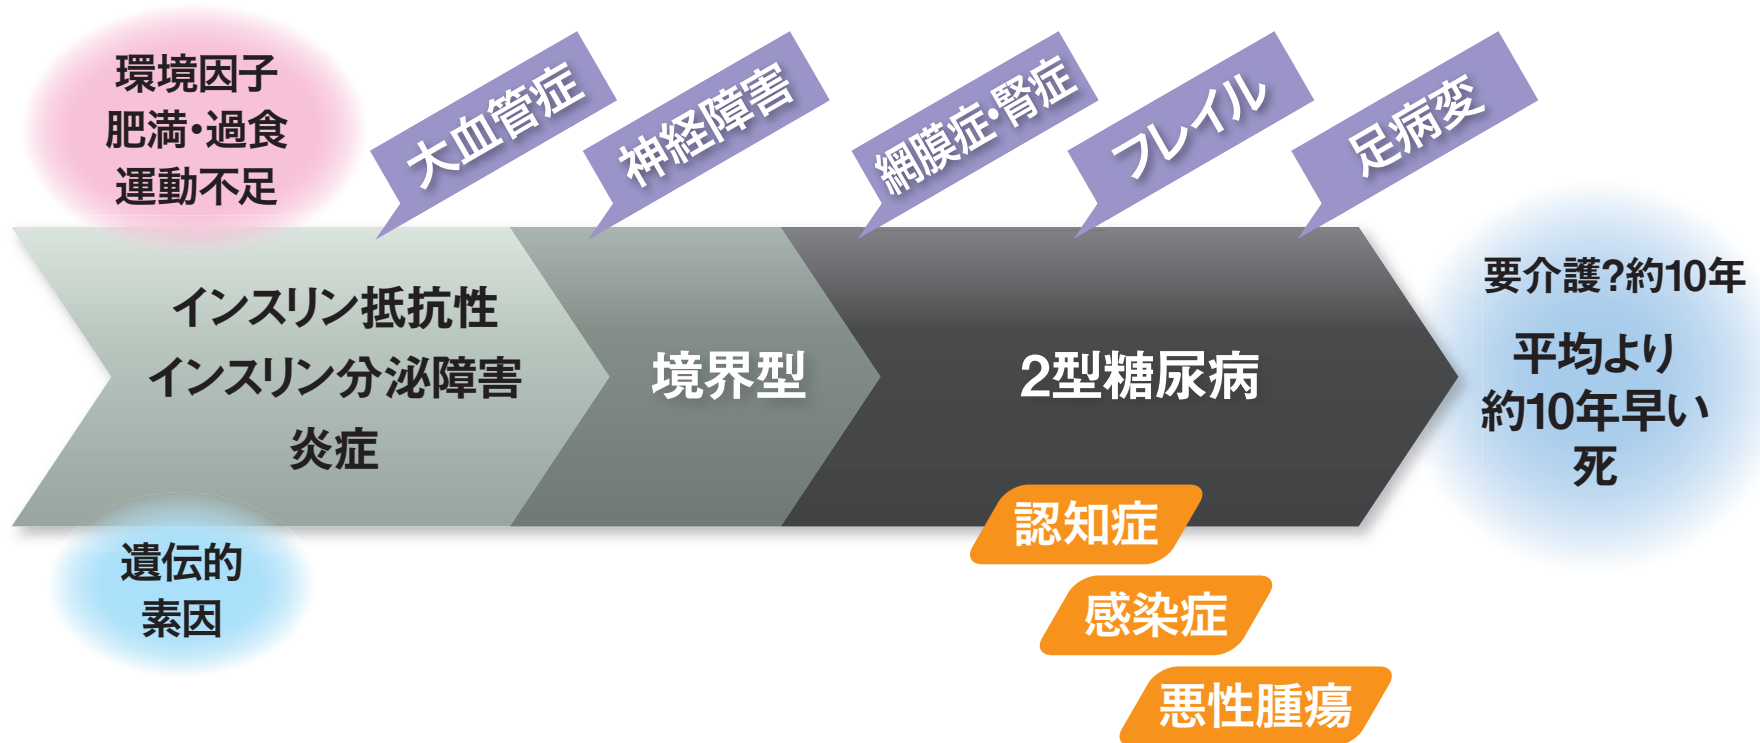 環境因子
肥満・過食
運動不足
大血管症
神経障害
網膜症・腎症
フレイル
足病変
インスリン抵抗性
インスリン分泌障害
炎症
境界型
2型糖尿病
要介護?約10年
平均より
約10年早い
死
遺伝的
素因
認知症
感染症
悪性腫瘍